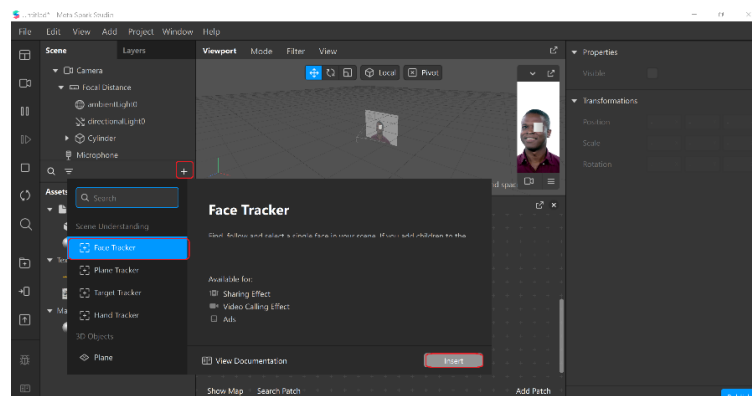 Meta Spark Studio
File Edit View Add Project Window Help
Scene Layers
Viewport Mode Filter View
Local Pivot
Camera
Focal Distance
ambientLight0
directionalLight0
Cylinder
Microphone
Properties
Visible
Transformations
Position
Scale
Rotation
Search
Scene Understanding
Face Tracker
Plane Tracker
Target Tracker
Hand Tracker
3D Objects
Plane
Face Tracker
Find, follow and select a single face in your scene. If you add children to the
Available for:
Sharing Effect
Video Calling Effect
Ads
View Documentation
Insert
Show Map Search Patch
Add Patch